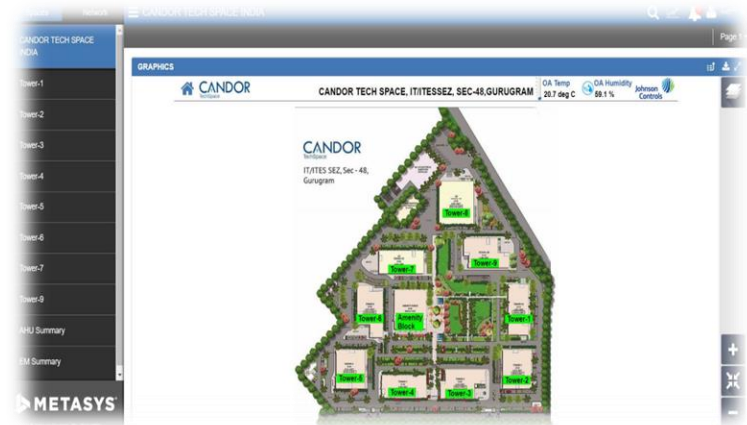 Network
CANDOR TECH SPACE INDIA
CANDOR TECH SPACE
INDIA
Tower-1
Tower-2
Tower-3
Tower-4
Tower-5
Tower-6
Tower-7
Tower-9
AHU Summary
EM Summary
METASYS
Page 1
GRAPHICS
CANDOR
TechSpace
CANDOR TECH SPACE, IT/ITESSEZ, SEC-48,GURUGRAM
OA Temp
20.7 deg C
OA Humidity
59.1 %
Johnson
Controls
CANDOR
TechSpace
IT/ITES SEZ, Sec - 48,
Gurugram
Tower-8
Tower-9
Tower-7
Tower-6
Amenity
Block
Tower-1
Tower-5
Tower-4
Tower-3
Tower-2